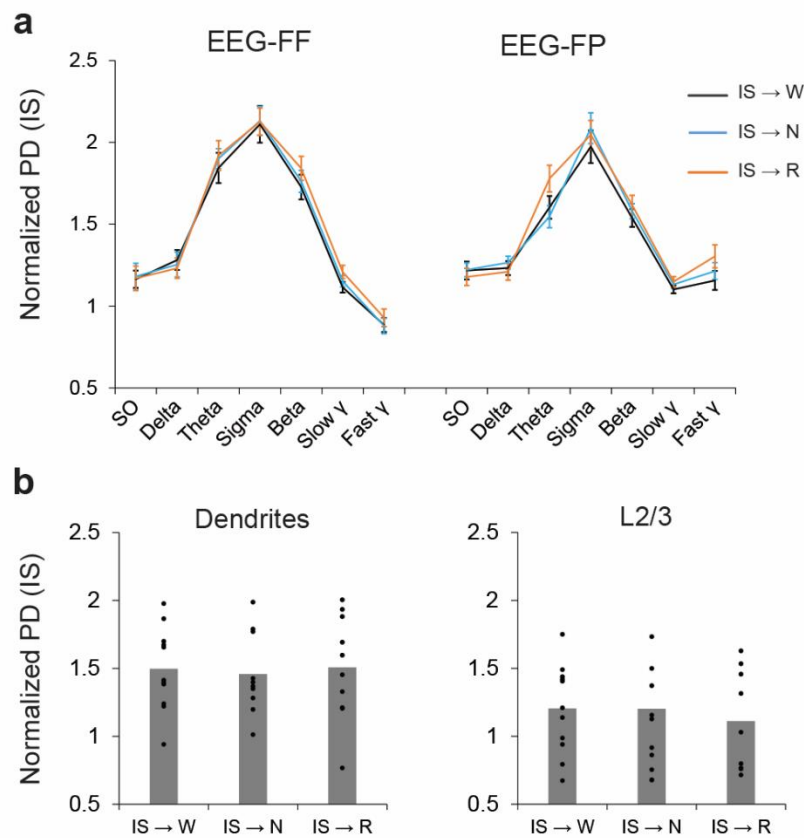 a
EEG-FF
EEG-FP
Normalized PD (IS)
2.5
2
1.5
1
0.5
IS → W
IS → N
IS → R
SO
Delta
Theta
Sigma
Beta
Slow γ
Fast γ
SO
Delta
Theta
Sigma
Beta
Slow γ
Fast γ
b
Dendrites
L2/3
Normalized PD (IS)
2.5
2
1.5
1
0.5
IS → W
IS → N
IS → R
2.5
2
1.5
1
0.5
IS → W
IS → N
IS → R